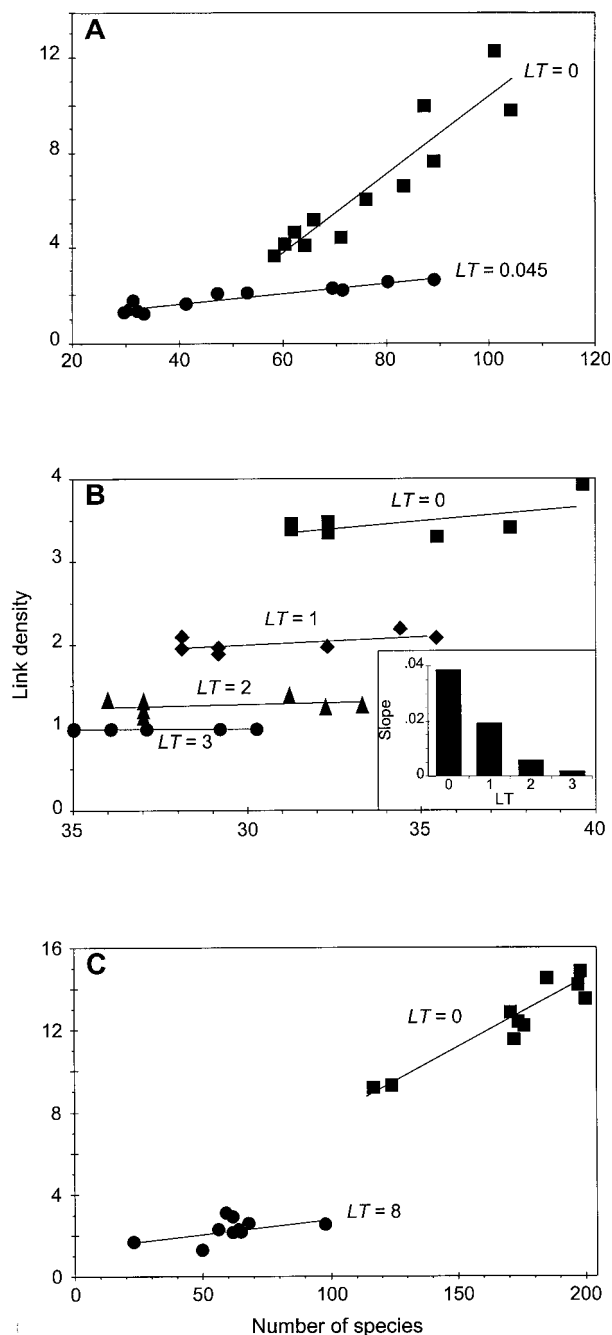 A
12
8
4
0
LT = 0
LT = 0.045
20 40 60 80 100 120
B
4
3
2
1
0
LT = 0
LT = 1
LT = 2
LT = 3
Link density
.04
.02
0
Slope
0 1 2 3
LT
35 30 35 40
C
16
12
8
4
0
LT = 0
LT = 8
0 50 100 150 200
Number of species